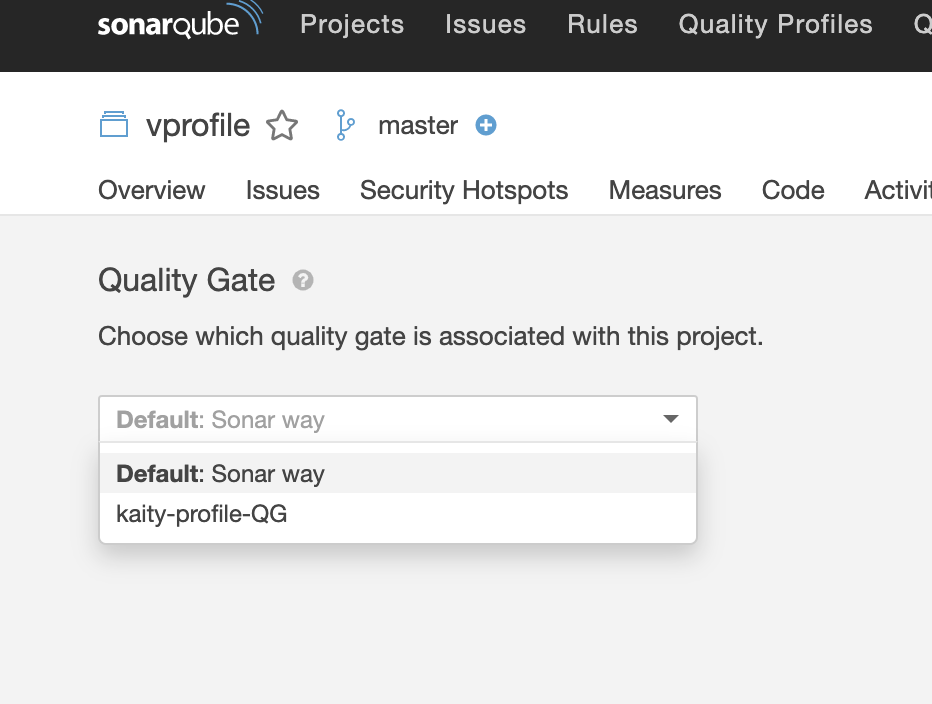 sonarqube Projects Issues Rules Quality Profiles Q
vprofile master
Overview Issues Security Hotspots Measures Code Activit
Quality Gate ?
Choose which quality gate is associated with this project.
Default: Sonar way
Default: Sonar way
kaity-profile-QG